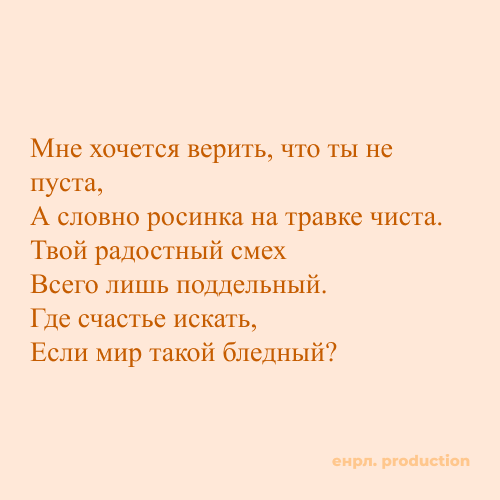 Мне хочется верить, что ты не
пуста,
А словно росинка на травке чиста.
Твой радостный смех
Всего лишь поддельный.
Где счастье искать,
Если мир такой бледный?
енрл. production